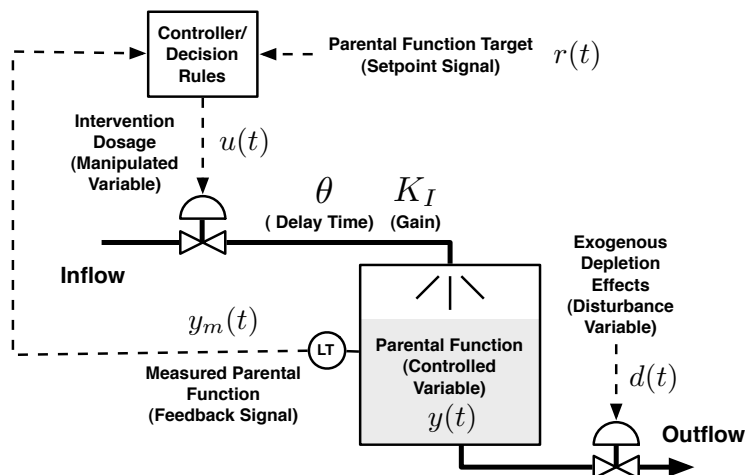 Controller/
Decision
Rules
Parental Function Target
(Setpoint Signal)
r(t)
Intervention
Dosage
(Manipulated
Variable)
u(t)
θ
K_I
( Delay Time)
(Gain)
Inflow
Exogenous
Depletion
Effects
(Disturbance
Variable)
y_m(t)
LT
Parental Function
(Controlled
Variable)
y(t)
Measured Parental
Function
(Feedback Signal)
d(t)
Outflow